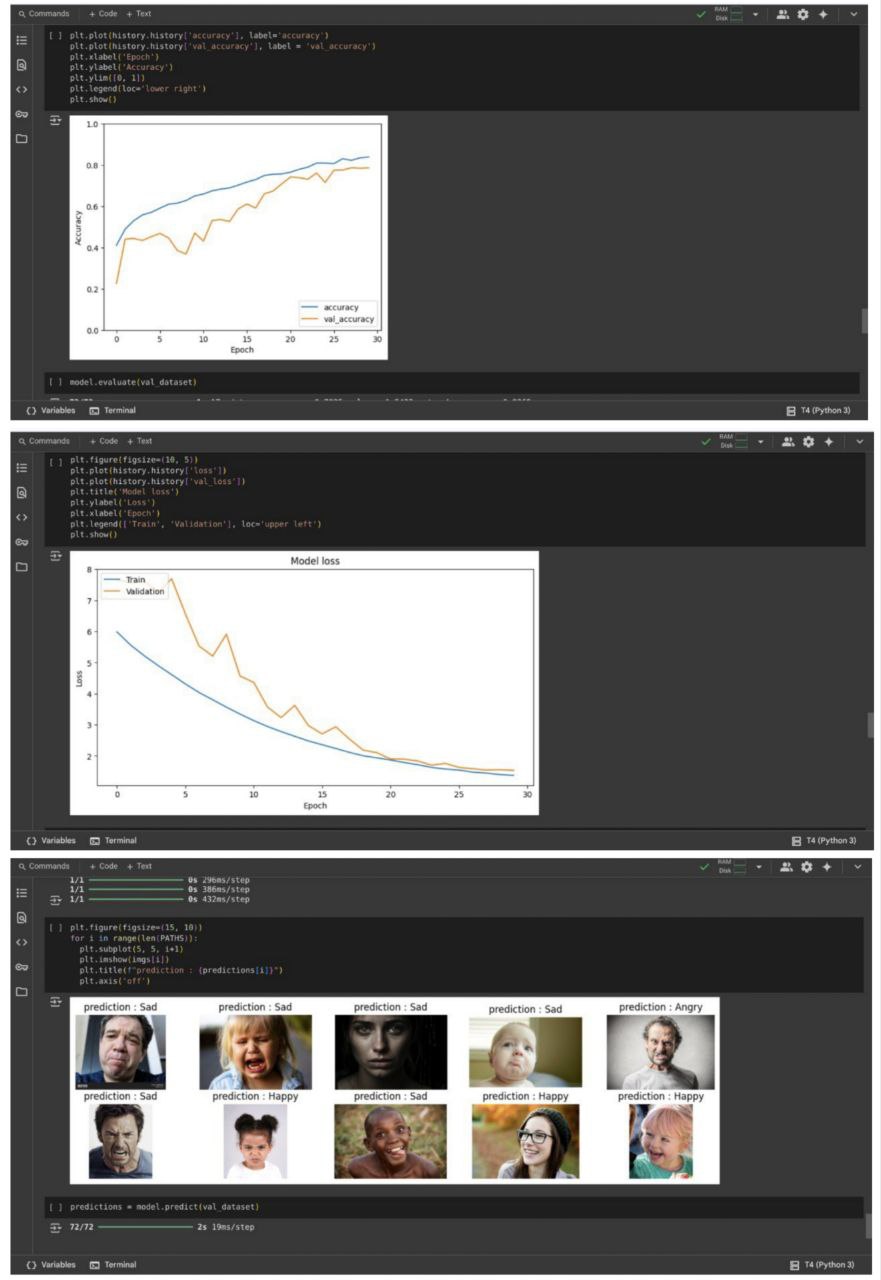 Commands + Code + Text RAM Disk
[ ] plt.plot(history.history['accuracy'], label='accuracy')
plt.plot(history.history['val_accuracy'], label = 'val_accuracy')
plt.xlabel('Epoch')
plt.ylabel('Accuracy')
plt.ylim([0, 1])
plt.legend(loc='lower right')
plt.show()
1.0
0.8
0.6
0.4
0.2
0.0
Accuracy
accuracy
val_accuracy
0 5 10 15 20 25 30
Epoch
[ ] model.evaluate(val_dataset)
{} Variables Terminal T4 (Python 3)
Commands + Code + Text RAM Disk
[ ] plt.figure(figsize=(10, 5))
plt.plot(history.history['loss'])
plt.plot(history.history['val_loss'])
plt.title('Model loss')
plt.ylabel('Loss')
plt.xlabel('Epoch')
plt.legend(['Train', 'Validation'], loc='upper left')
plt.show()
Model loss
8
7
6
5
4
3
2
Loss
Train
Validation
0 5 10 15 20 25 30
Epoch
{} Variables Terminal T4 (Python 3)
Commands + Code + Text RAM Disk
1/1 0s 296ms/step
1/1 0s 386ms/step
1/1 0s 432ms/step
[ ] plt.figure(figsize=(15, 10))
for i in range(len(PATHS)):
plt.subplot(5, 5, i+1)
plt.imshow(imgs[i])
plt.title(f"prediction : {predictions[i]}")
plt.axis('off')
prediction : Sad prediction : Sad prediction : Sad prediction : Sad prediction : Angry
prediction : Sad prediction : Happy prediction : Sad prediction : Happy prediction : Happy
[ ] predictions = model.predict(val_dataset)
72/72 2s 19ms/step
{} Variables Terminal T4 (Python 3)